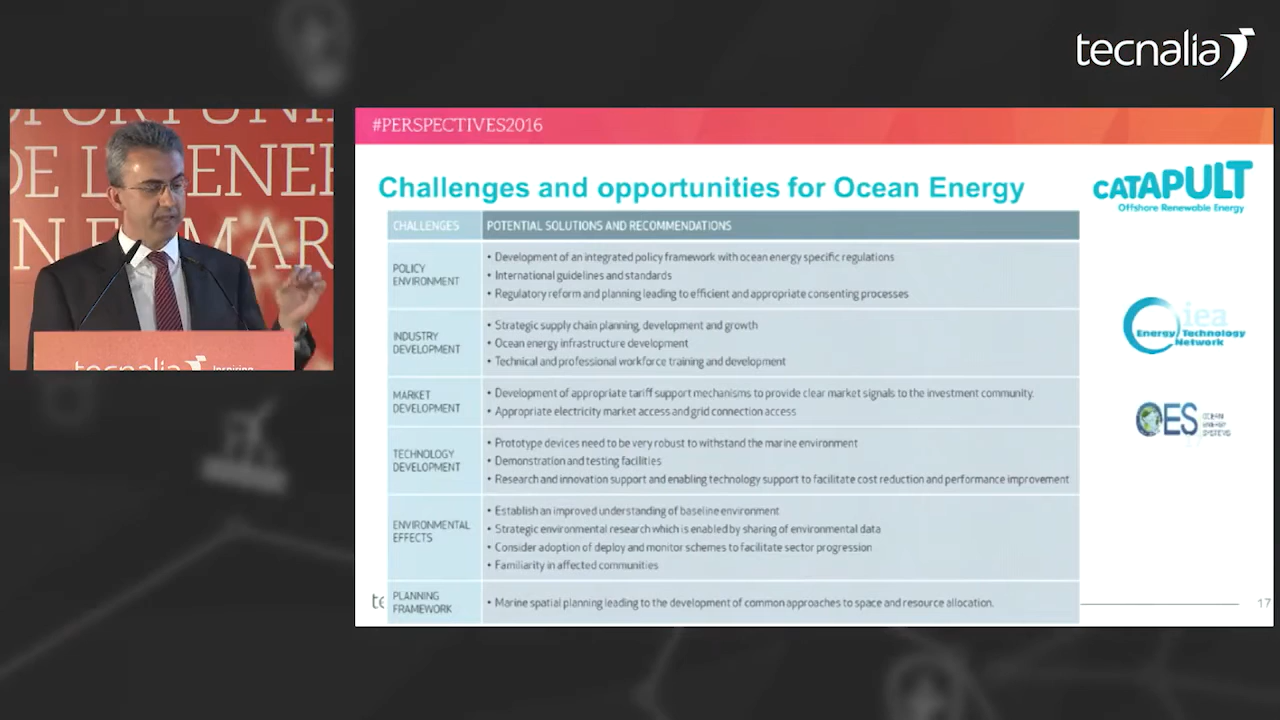 tecnalia
OPORTUNI
DE L ENER
N E MAR
tecnalia
#PERSPECTIVES2016
Challenges and opportunities for Ocean Energy
CATAPULT
Offshore Renewable Energy
CHALLENGES
POTENTIAL SOLUTIONS AND RECOMMENDATIONS
POLICY
ENVIRONMENT
• Development of an integrated policy framework with ocean energy specific regulations
• International guidelines and standards
• Regulatory reform and planning leading to efficient and appropriate consenting processes
INDUSTRY
DEVELOPMENT
• Strategic supply chain planning, development and growth
• Ocean energy infrastructure development
• Technical and professional workforce training and development
MARKET
DEVELOPMENT
• Development of appropriate tariff support mechanisms to provide clear market signals to the investment community.
• Appropriate electricity market access and grid connection access
TECHNOLOGY
DEVELOPMENT
• Prototype devices need to be very robust to withstand the marine environment
• Demonstration and testing facilities
• Research and innovation support and enabling technology support to facilitate cost reduction and performance improvement
ENVIRONMENTAL
EFFECTS
• Establish an improved understanding of baseline environment
• Strategic environmental research which is enabled by sharing of environmental data
• Consider adoption of deploy and monitor schemes to facilitate sector progression
• Familiarity in affected communities
PLANNING
FRAMEWORK
• Marine spatial planning leading to the development of common approaches to space and resource allocation.
iea
Energy Technology
Network
OES
OCEAN
ENERGY
SYSTEMS
te
17